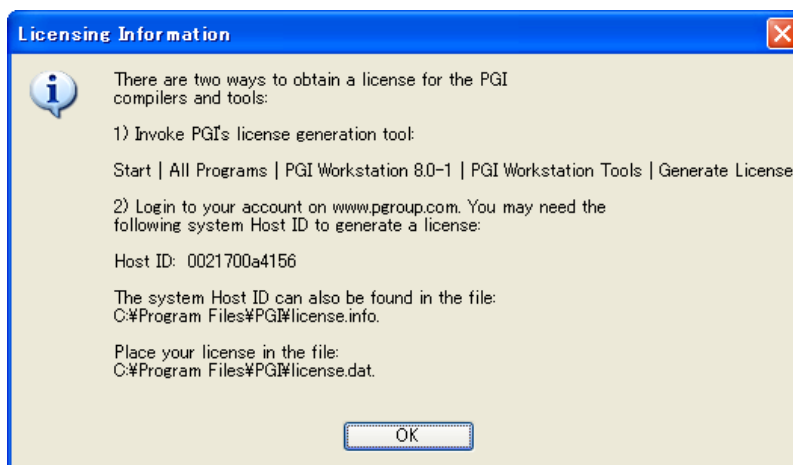 Licensing Information
There are two ways to obtain a license for the PGI
compilers and tools:
1) Invoke PGI's license generation tool:
Start | All Programs | PGI Workstation 8.0-1 | PGI Workstation Tools | Generate License
2) Login to your account on www.pgroup.com. You may need the
following system Host ID to generate a license:
Host ID: 0021700a4156
The system Host ID can also be found in the file:
C:¥Program Files¥PGI¥license.info.
Place your license in the file:
C:¥Program Files¥PGI¥license.dat.
OK